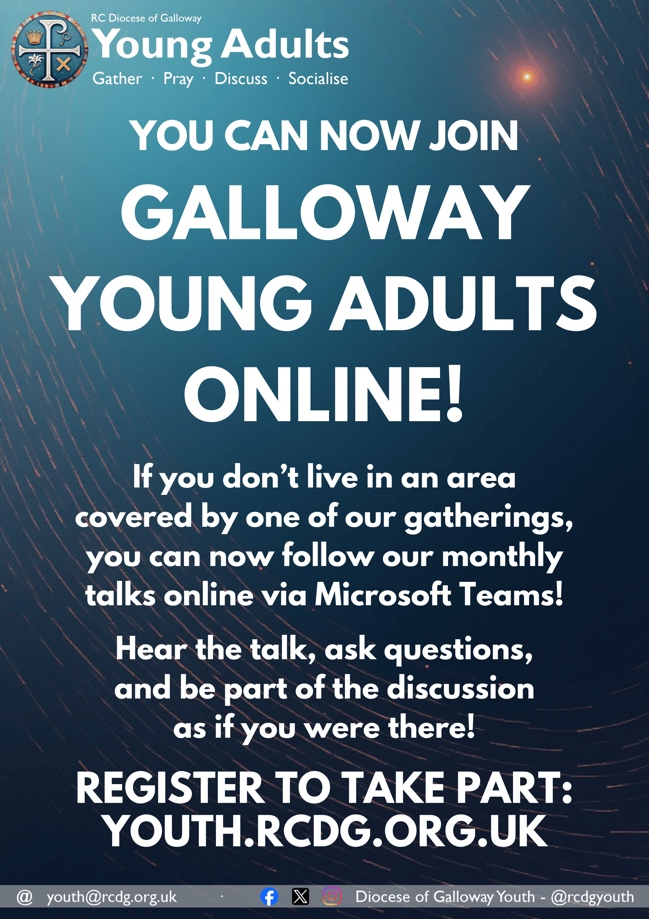 RC Diocese of Galloway
Young Adults
Gather · Pray · Discuss · Socialise
YOU CAN NOW JOIN
GALLOWAY
YOUNG ADULTS
ONLINE!
If you don't live in an area
covered by one of our gatherings,
you can now follow our monthly
talks online via Microsoft Teams!
Hear the talk, ask questions,
and be part of the discussion
as if you were there!
REGISTER TO TAKE PART:
YOUTH.RCDG.ORG.UK
@ youth@rcdg.org.uk · Diocese of Galloway Youth - @rcdgyouth